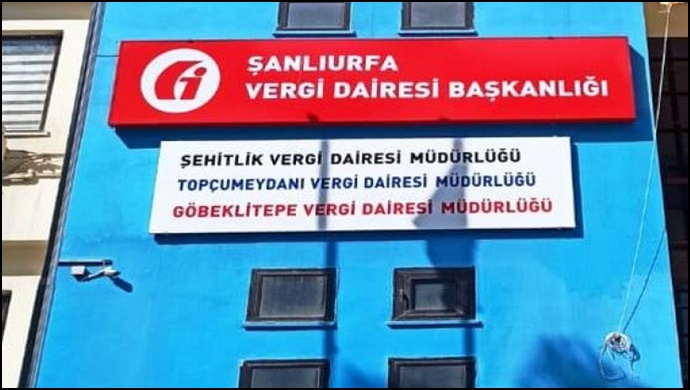 ŞANLIURFA
VERGİ DAİRESİ BAŞKANLIĞI
ŞEHİTLİK VERGİ DAİRESİ MÜDÜRLÜĞÜ
TOPÇUMEYDANI VERGİ DAİRESİ MÜDÜRLÜĞÜ
GÖBEKLİTEPE VERGİ DAİRESİ MÜDÜRLÜĞÜ